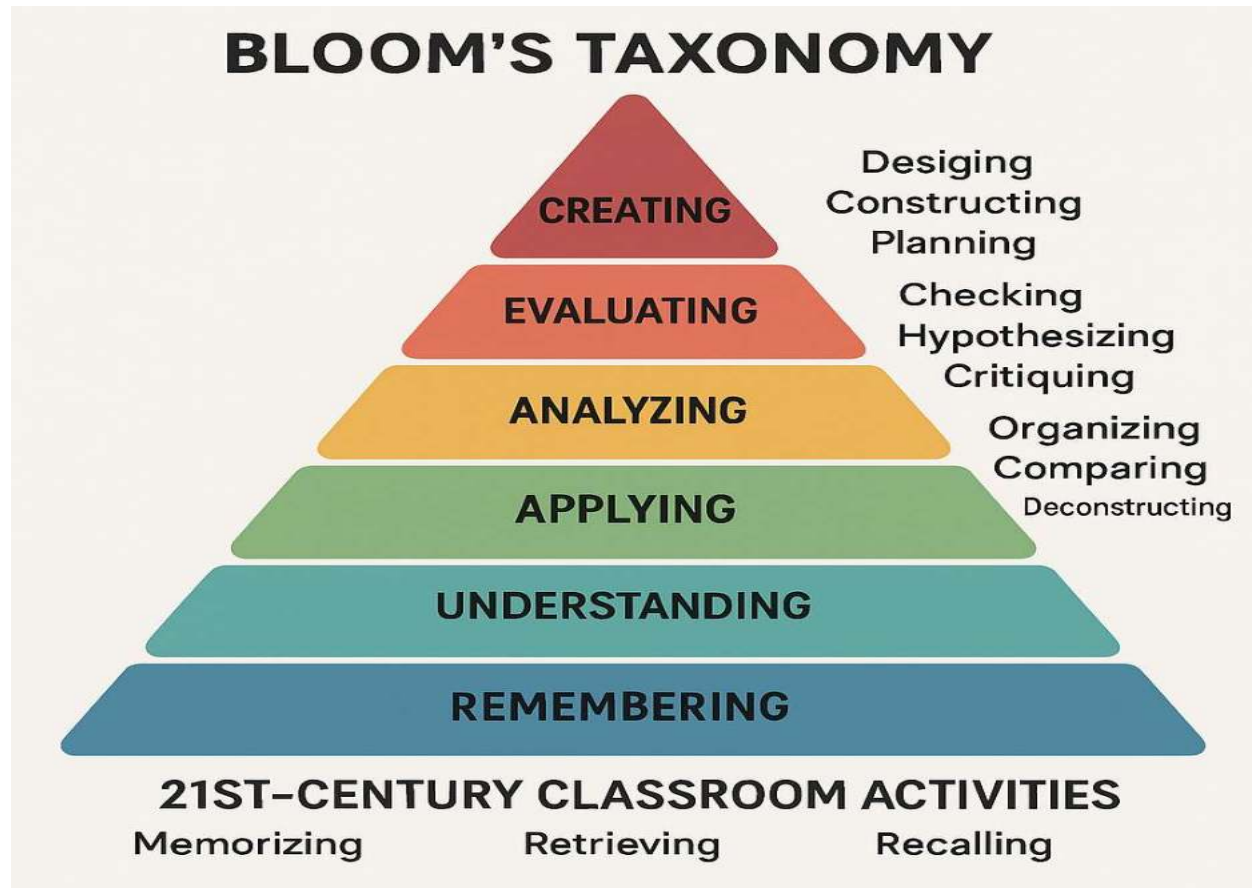 BLOOM'S TAXONOMY
CREATING
Desiging
Constructing
Planning
EVALUATING
Checking
Hypothesizing
Critiquing
ANALYZING
Organizing
Comparing
Deconstructing
APPLYING
UNDERSTANDING
REMEMBERING
21ST-CENTURY CLASSROOM ACTIVITIES
Memorizing Retrieving Recalling